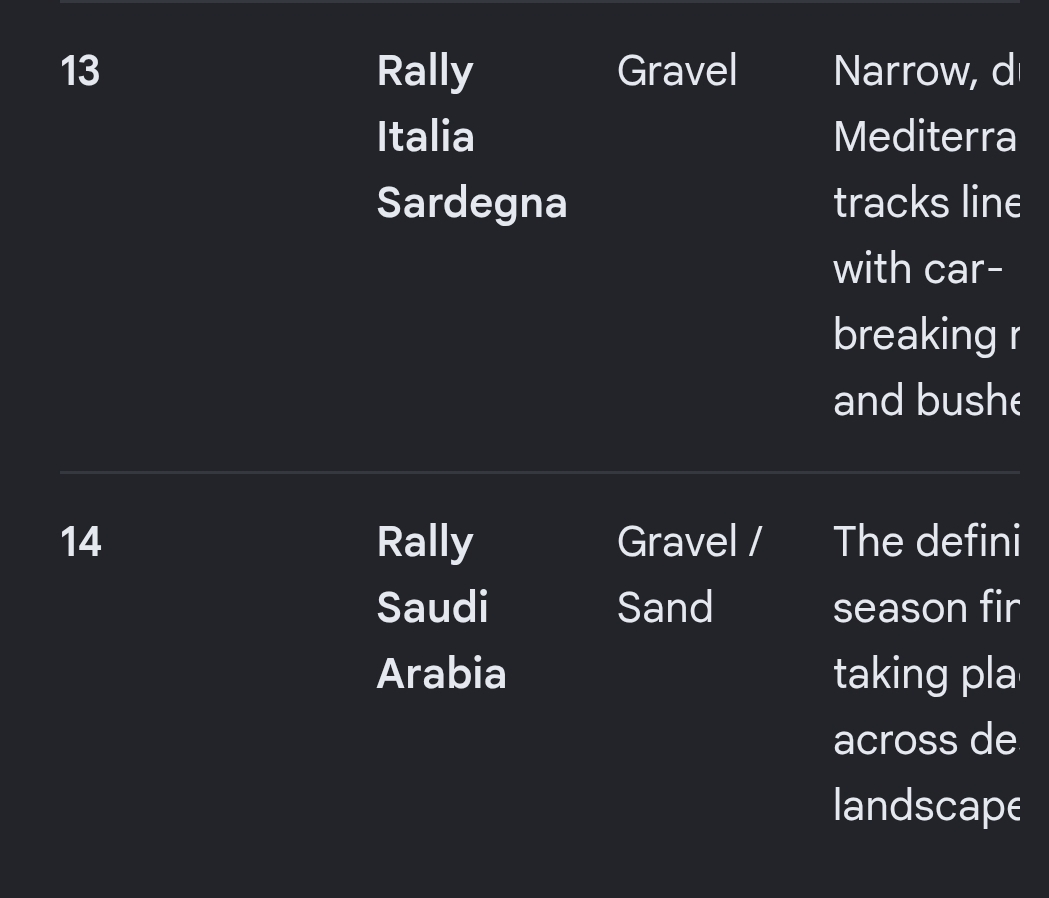 13
Rally
Italia
Sardegna
Gravel
Narrow,
tracks
with car-
breaking
and
14
Rally
Saudi
Arabia
Gravel /
Sand
The
season
taking
across
landscape